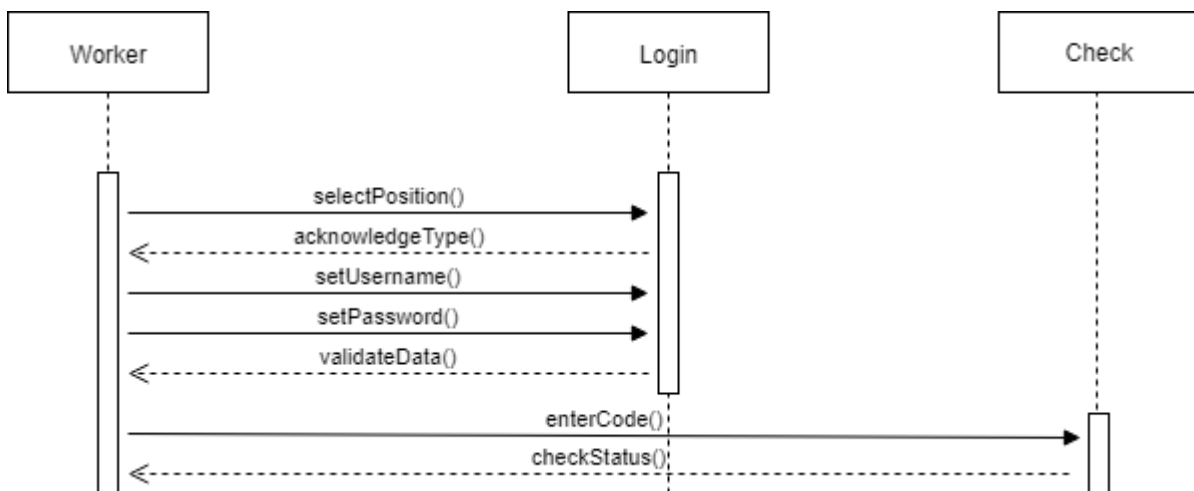 Worker
Login
Check
selectPosition()
acknowledgeType()
setUsername()
setPassword()
validateData()
enterCode()
checkStatus()